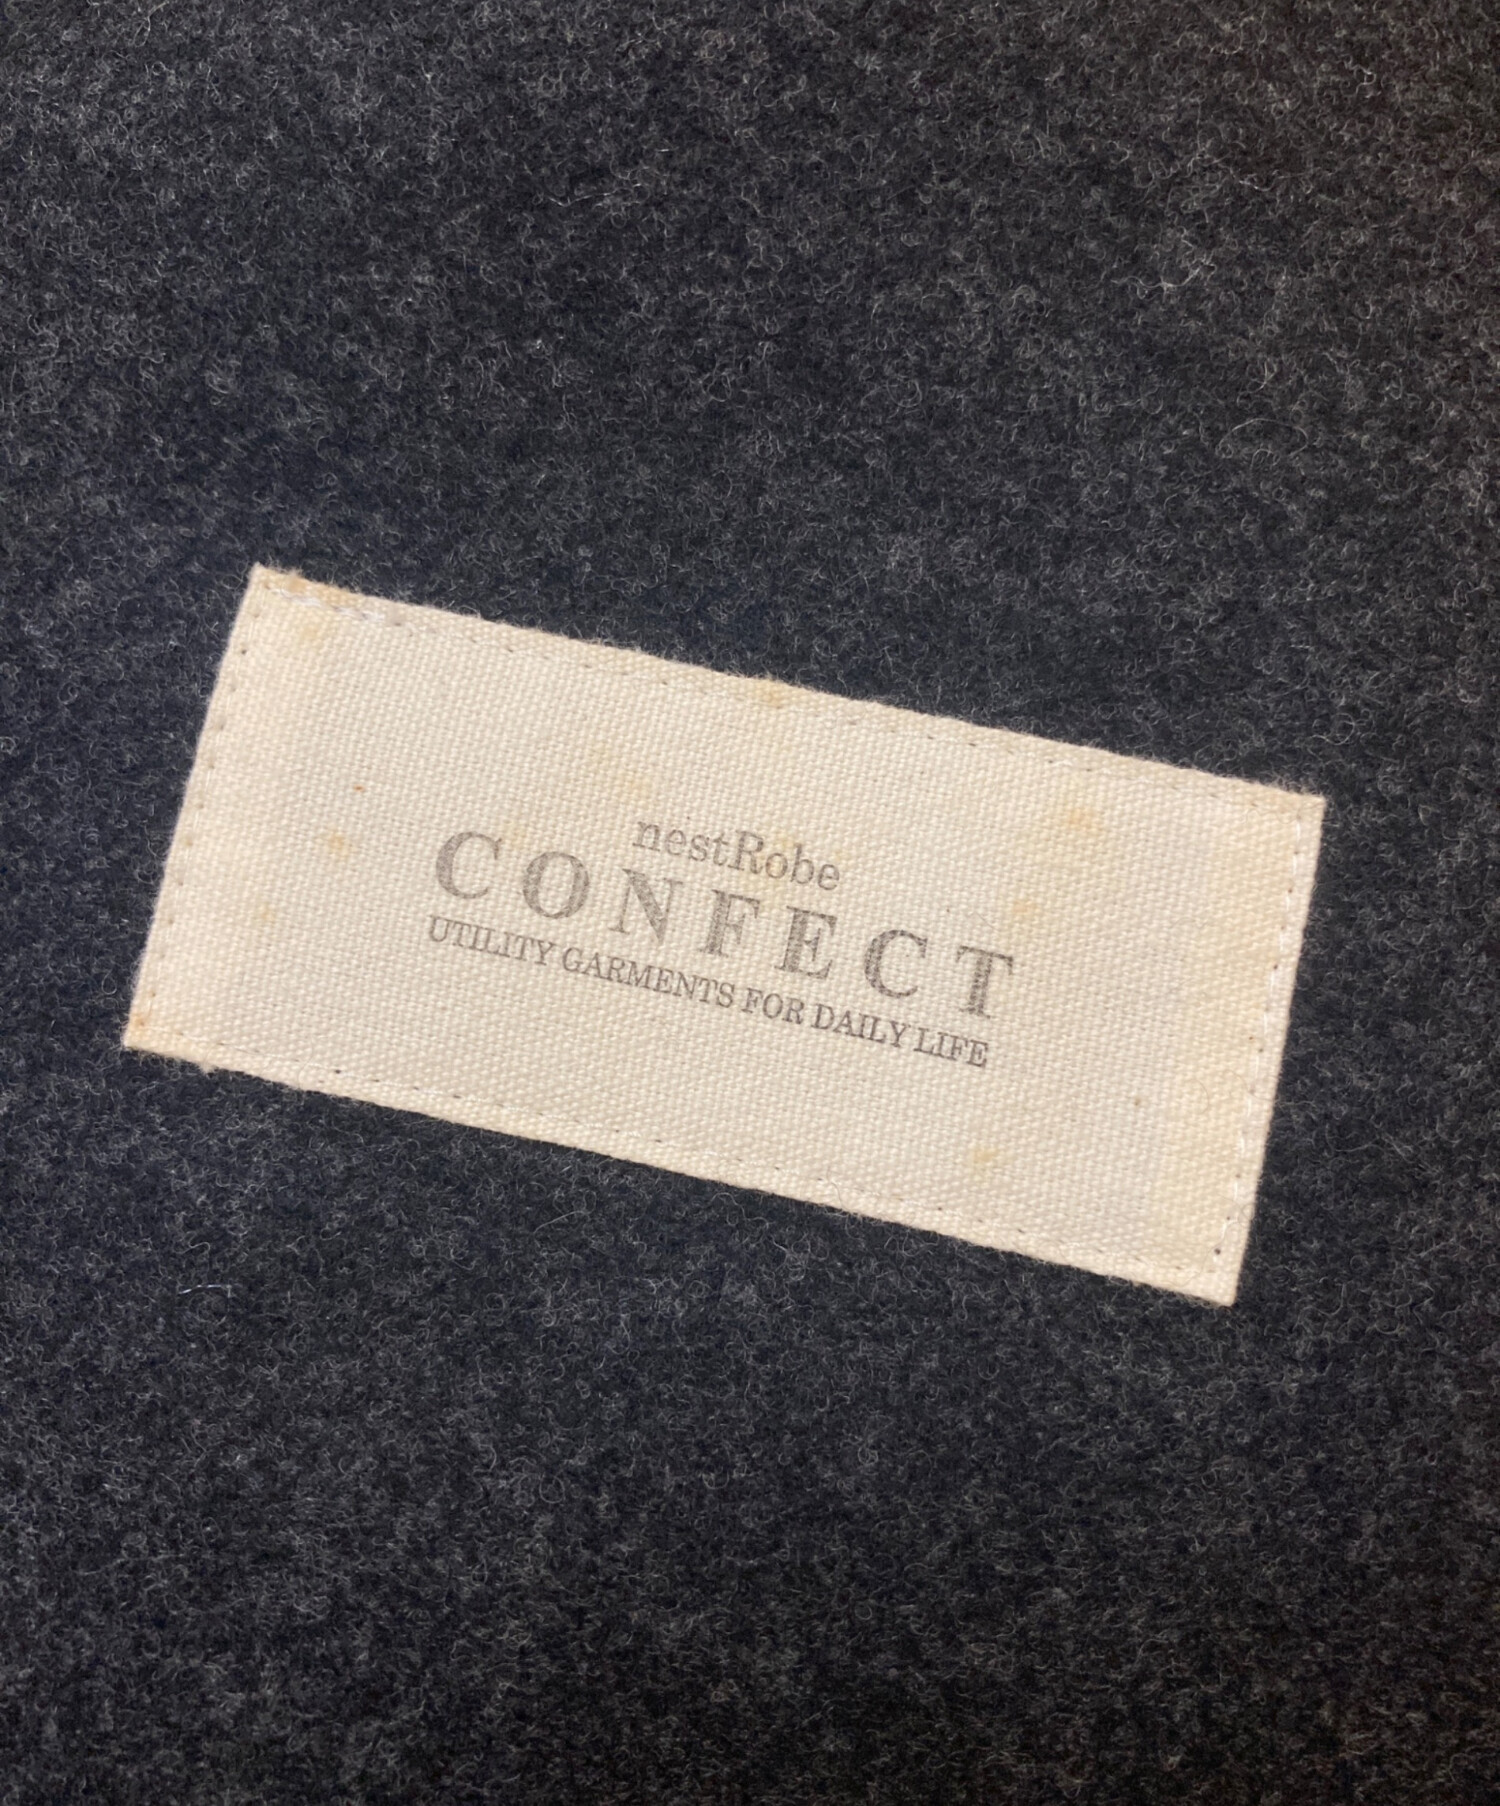 nestRobe
CONFECT
UTILITY GARMENTS FOR DAILY LIFE